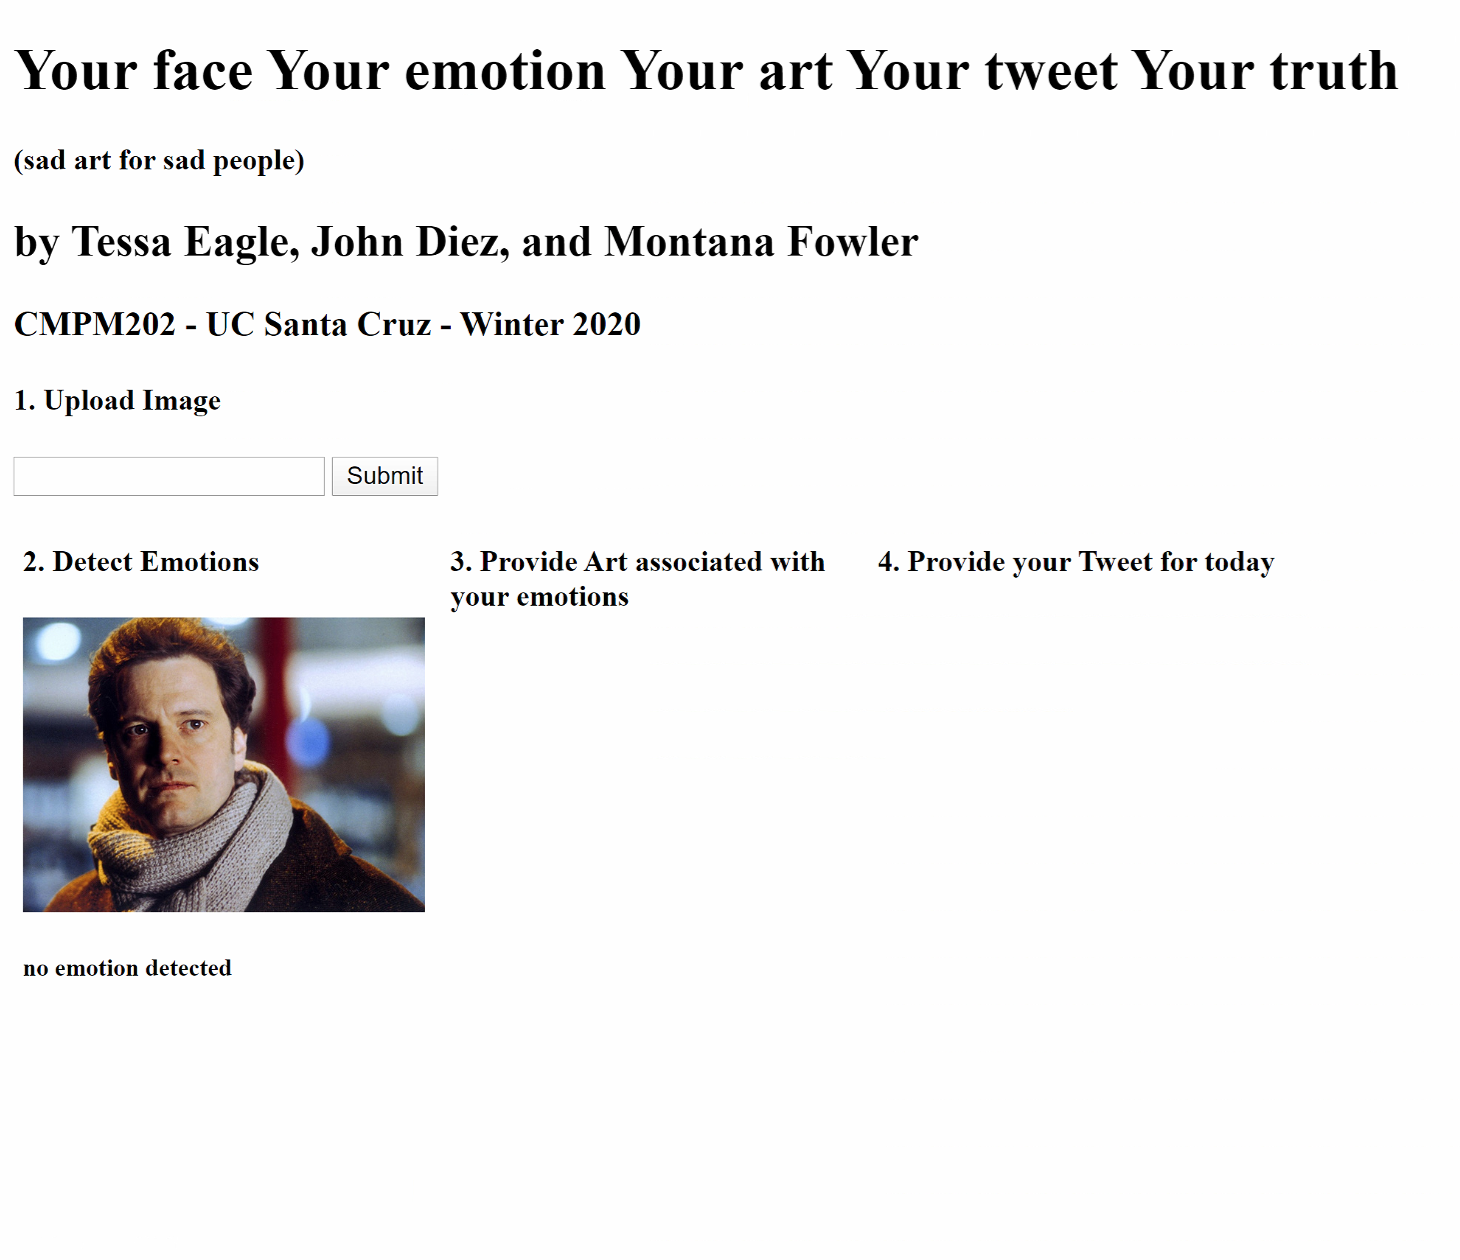 Your face Your emotion Your art Your tweet Your truth
(sad art for sad people)
by Tessa Eagle, John Diez, and Montana Fowler
CMPM202 - UC Santa Cruz - Winter 2020
1. Upload Image
Submit
2. Detect Emotions
3. Provide Art associated with
your emotions
4. Provide your Tweet for today
no emotion detected